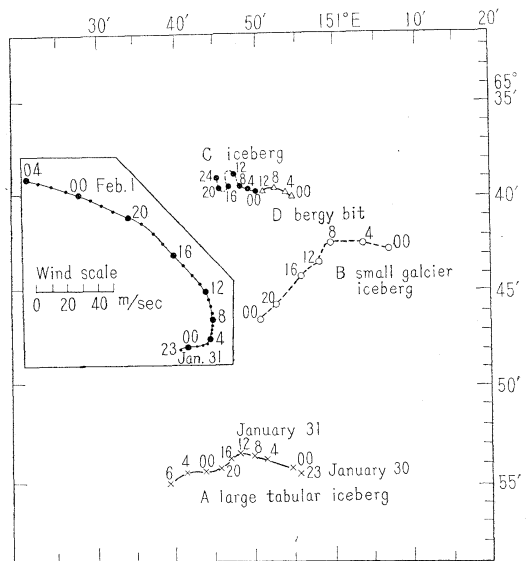 30′ 40′ 50′ 151°E 10′ 20′
65°
35′
C iceberg
24 12
20 16 8 4 00 12 8 4 00
40′
D bergy bit
04
00 Feb. 1
20
16
12
8
4
00
23
Jan. 31
Wind scale
0 20 40
m/sec
8 4 00
12
16
20
00
B small galcier
iceberg
45′
50′
January 31
6 4 00 20 16 12 8 4 00
23 January 30
A large tabular iceberg
55′